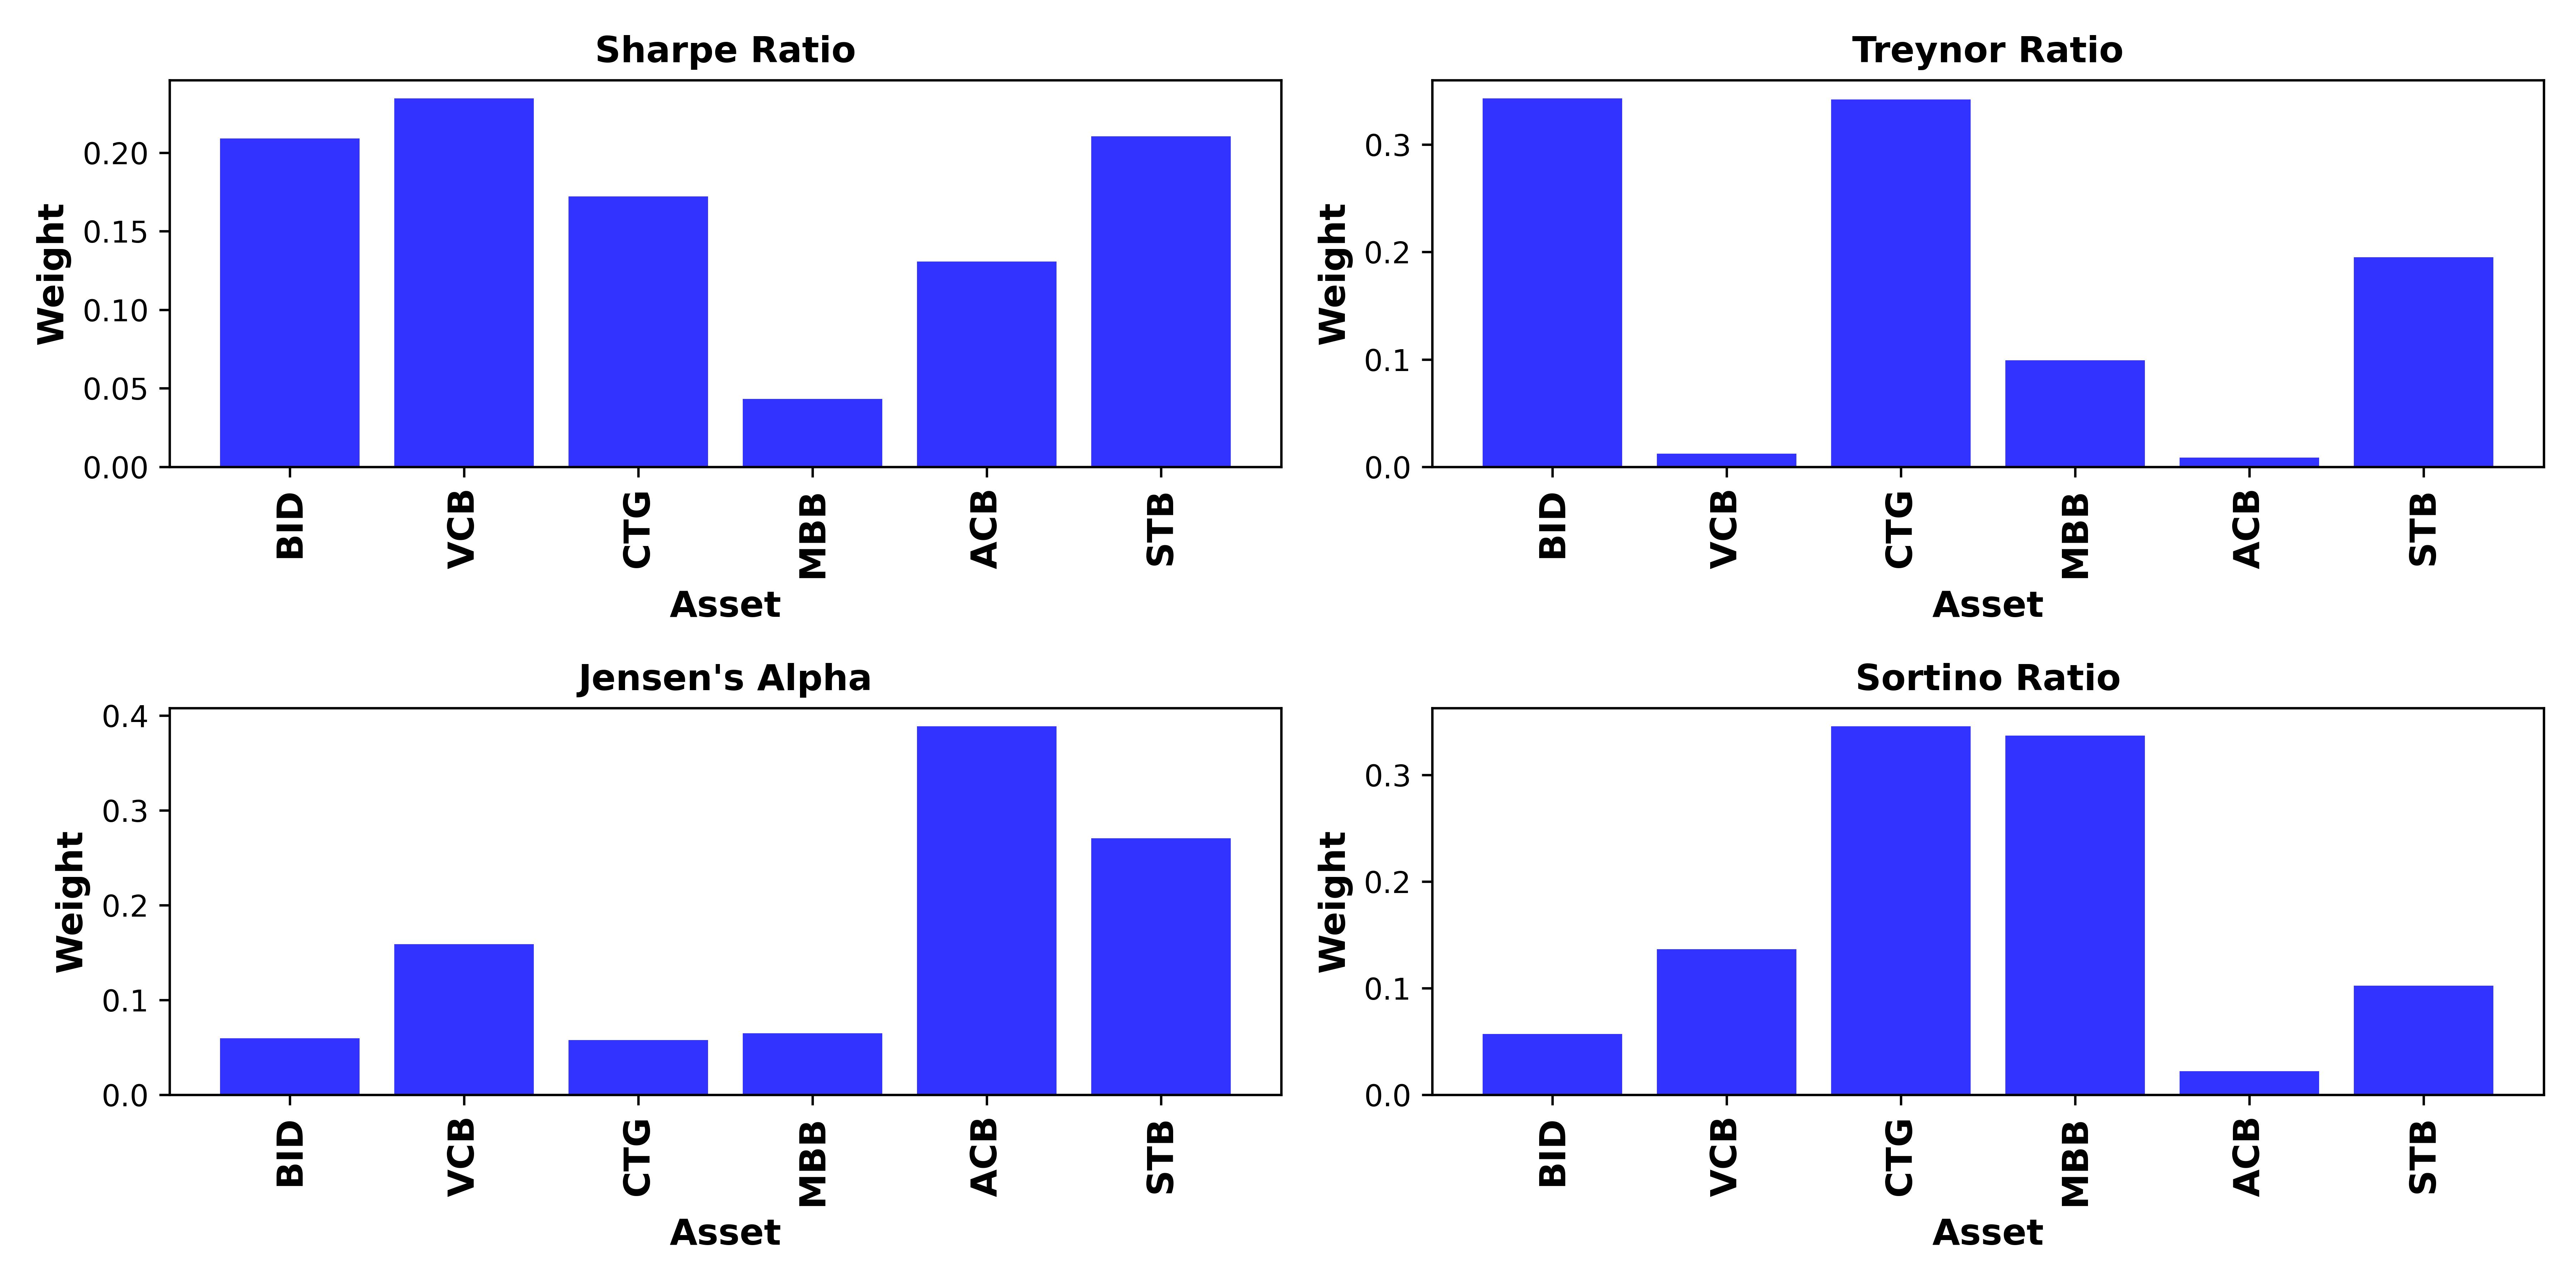 Sharpe Ratio
Weight
0.20
0.15
0.10
0.05
0.00
BID VCB CTG MBB ACB STB
Asset
Treynor Ratio
Weight
0.3
0.2
0.1
0.0
BID VCB CTG MBB ACB STB
Asset
Jensen's Alpha
Weight
0.4
0.3
0.2
0.1
0.0
BID VCB CTG MBB ACB STB
Asset
Sortino Ratio
Weight
0.3
0.2
0.1
0.0
BID VCB CTG MBB ACB STB
Asset